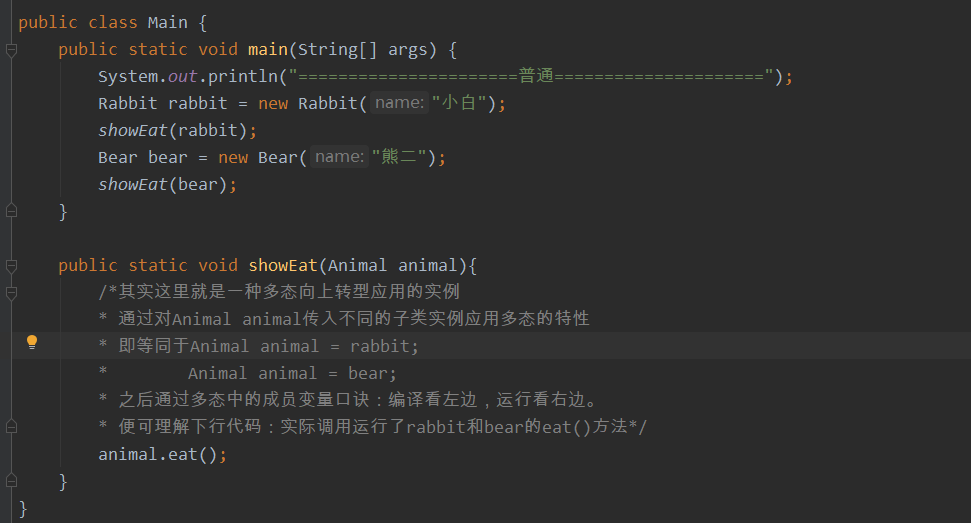 public class Main {
public static void main(String[] args) {
System.out.println("======================普通=====================");
Rabbit rabbit = new Rabbit( name: "小白");
showEat(rabbit);
Bear bear = new Bear( name: "熊二");
showEat(bear);
}
public static void showEat(Animal animal){
/*其实这里就是一种多态向上转型应用的实例
* 通过对Animal animal传入不同的子类实例应用多态的特性
* 即等同于Animal animal = rabbit;
* Animal animal = bear;
* 之后通过多态中的成员变量口诀：编译看左边，运行看右边。
* 便可理解下行代码：实际调用运行了rabbit和bear的eat()方法*/
animal.eat();
}
}